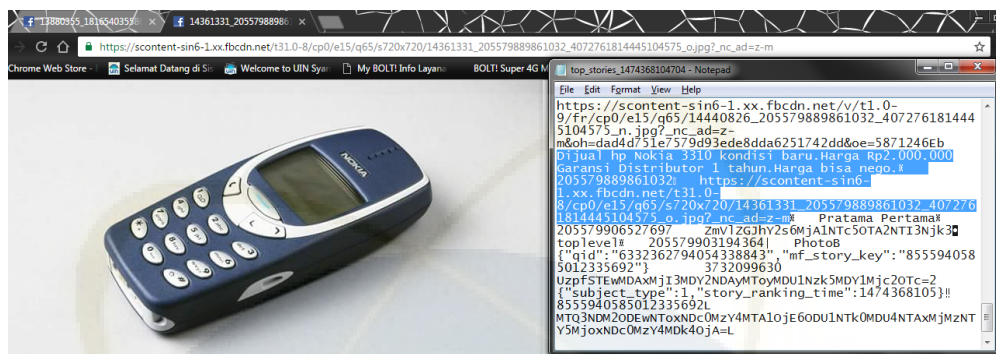 13880355_1816540355
14361331_20557988986
https://scontent-sin6-1.xx.fbcdn.net/t31.0-8/cp0/e15/q65/s720x720/14361331_205579889861032_4072761814445104575_o.jpg?_nc_ad=z-m
Chrome Web Store -
Selamat Datang di Sis
Welcome to UIN Syar
My BOLT! Info Layana
BOLT! Super 4G M
NOKIA
top_stories_1474368104704 - Notepad
File Edit Format View Help
https://scontent-sin6-1.xx.fbcdn.net/v/t1.0-
9/fr/cp0/e15/q65/14440826_205579889861032_407276181444
5104575_n.jpg?_nc_ad=z-
m&oh=dad4d751e7579d93ede8dda6251742dd&oe=5871246Eb
Dijual hp Nokia 3310 kondisi baru.Harga Rp2.000.000
Garansi Distributor 1 tahun.Harga bisa nego.
205579889861032 https://scontent-sin6-
1.xx.fbcdn.net/t31.0-
8/cp0/e15/q65/s720x720/14361331_205579889861032_407276
1814445104575_o.jpg?_nc_ad=z-m Pratama Pertama
205579906527697 ZmVlZGJhY2s6MjA1NTc5OTA2NTI3Njk3
toplevel 205579903194364| PhotoB
{"qid":"6332362794054338843","mf_story_key":"855594058
5012335692"} 3732099630
UzpfSTEwMDAxMjI3MDY2NDAyMToyMDU1Nzk5MDY1Mjc2OTc=2
{"subject_type":1,"story_ranking_time":1474368105}‼
8555940585012335692L
MTQ3NDM2ODEwNToxNDc0MzY4MTA1OjE6ODU1NTk0MDU4NTAxMjMzNT
Y5MjoxNDc0MzY4MDk4OjA=L